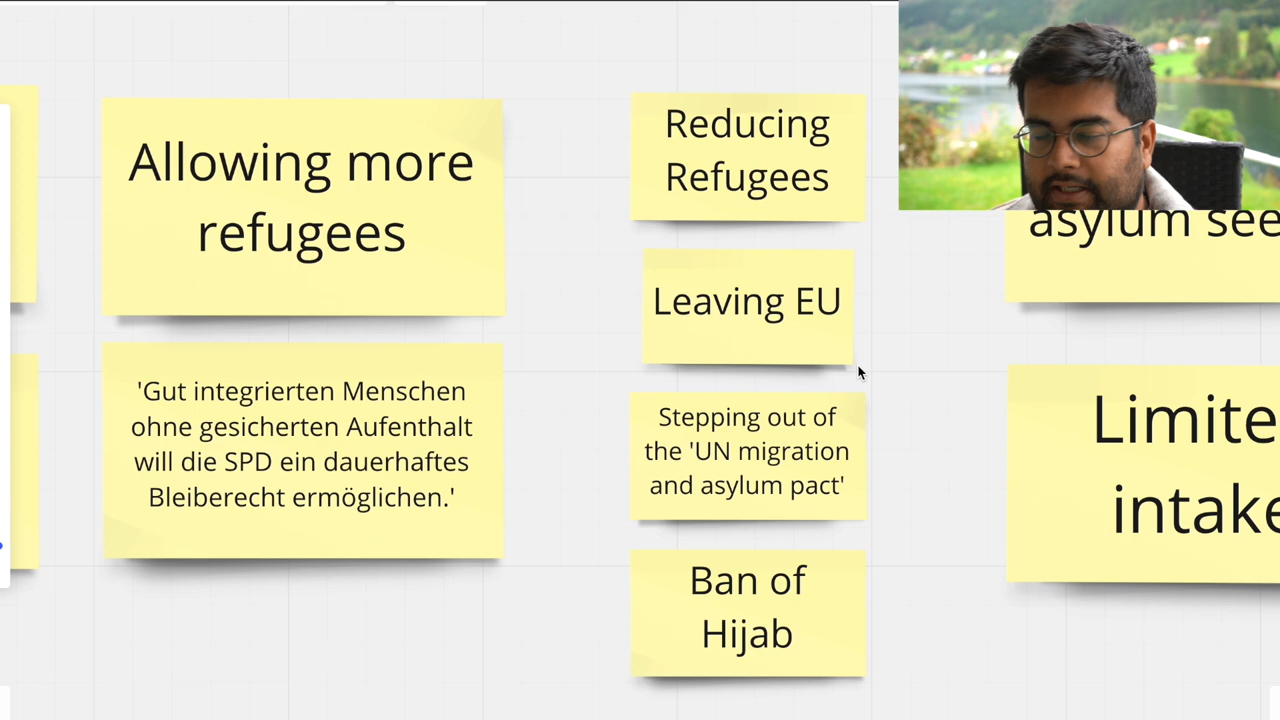 Allowing more
refugees
'Gut integrierten Menschen
ohne gesicherten Aufenthalt
will die SPD ein dauerhaftes
Bleiberecht ermöglichen.'
Reducing
Refugees
Leaving EU
Stepping out of
the 'UN migration
and asylum pact'
Ban of
Hijab
asylum